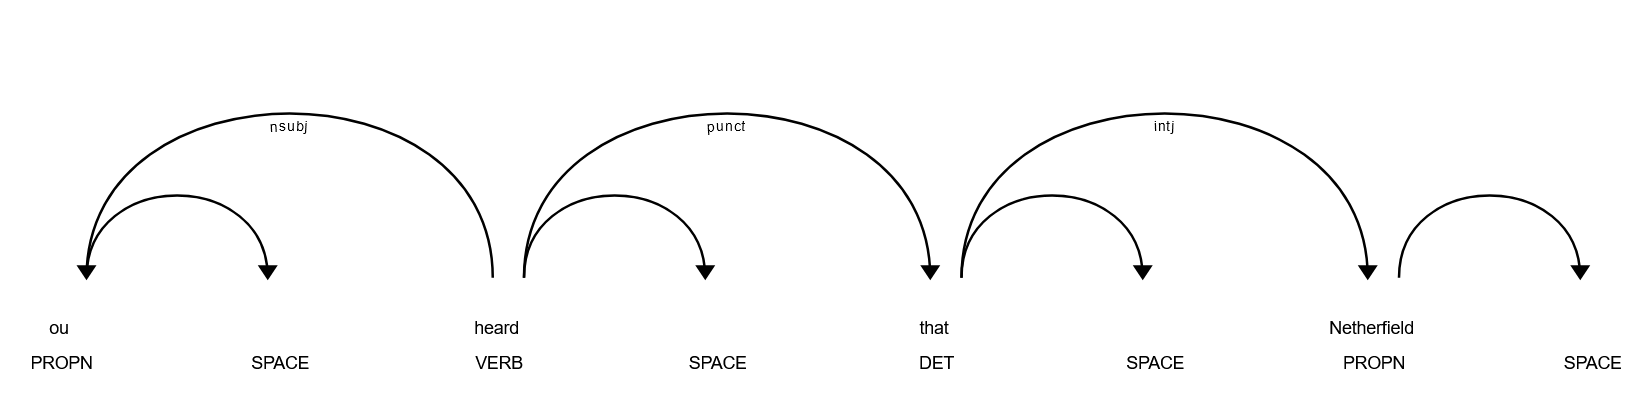 nsubj punct intj
ou heard that Netherfield
PROPN SPACE VERB SPACE DET SPACE PROPN SPACE